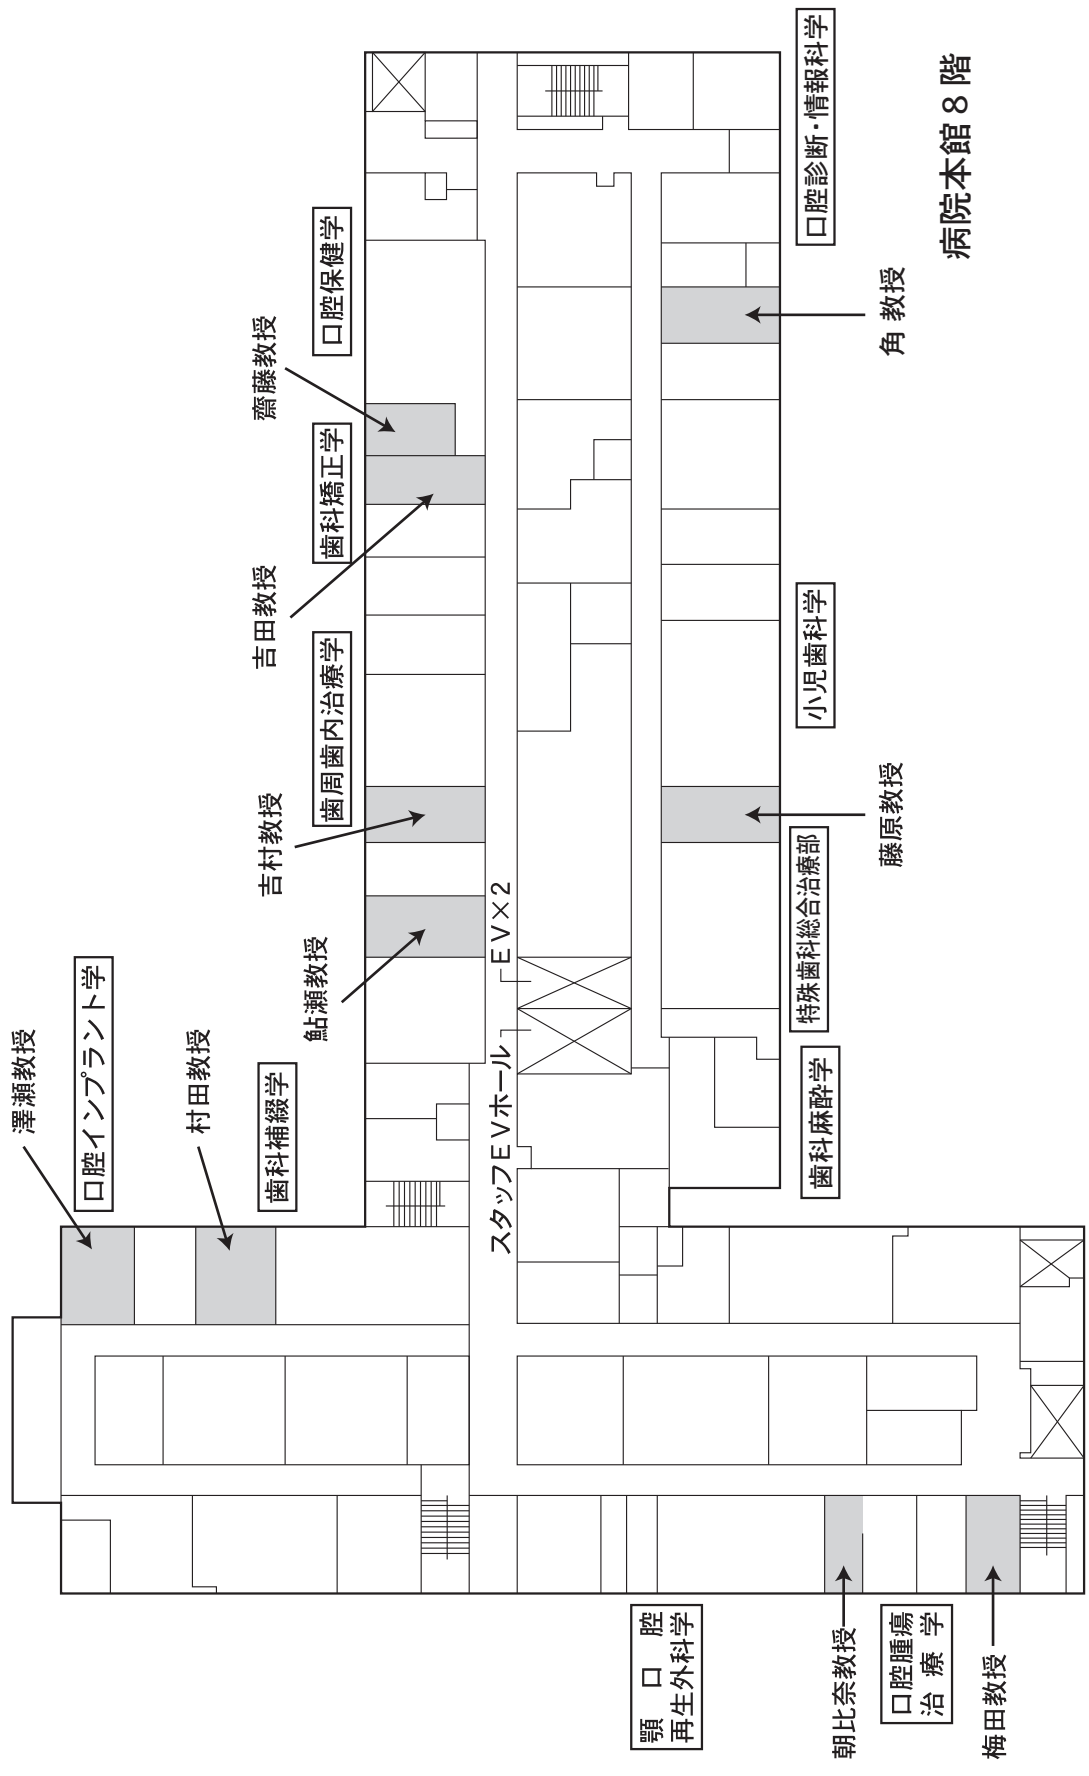 病院本館８階
澤瀬教授
口腔インプラント学
村田教授
歯科補綴学
鮎瀬教授
吉村教授
歯周歯内治療学
吉田教授
歯科矯正学
齋藤教授
口腔保健学
スタッフEVホール
EV×2
口腔診断・情報科学
角 教授
小児歯科学
藤原教授
特殊歯科総合治療部
歯科麻酔学
顎 口 腔
再生外科学
朝比奈教授
口腔腫瘍
治 療 学
梅田教授